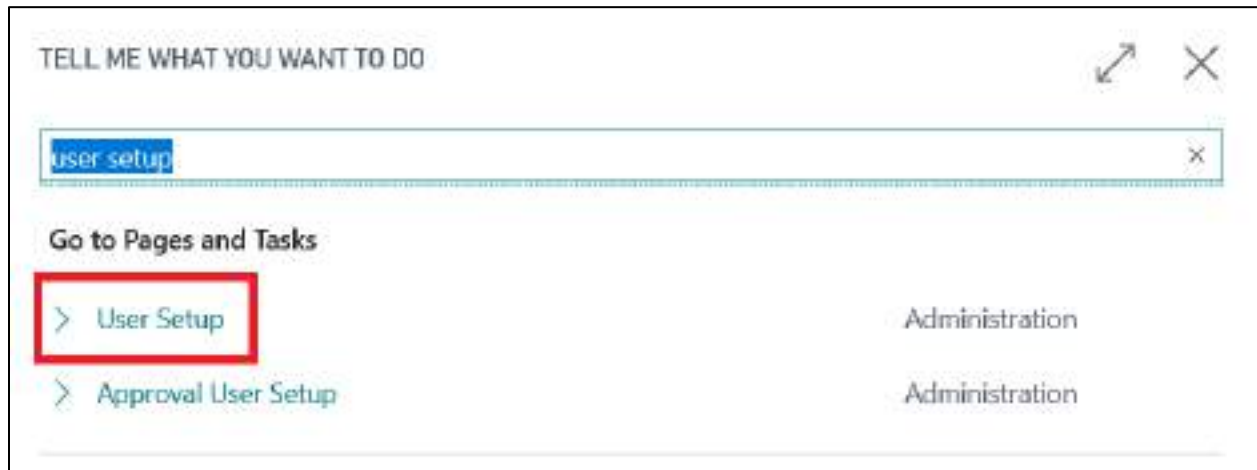 TELL ME WHAT YOU WANT TO DO
user setup
Go to Pages and Tasks
User Setup Administration
Approval User Setup Administration